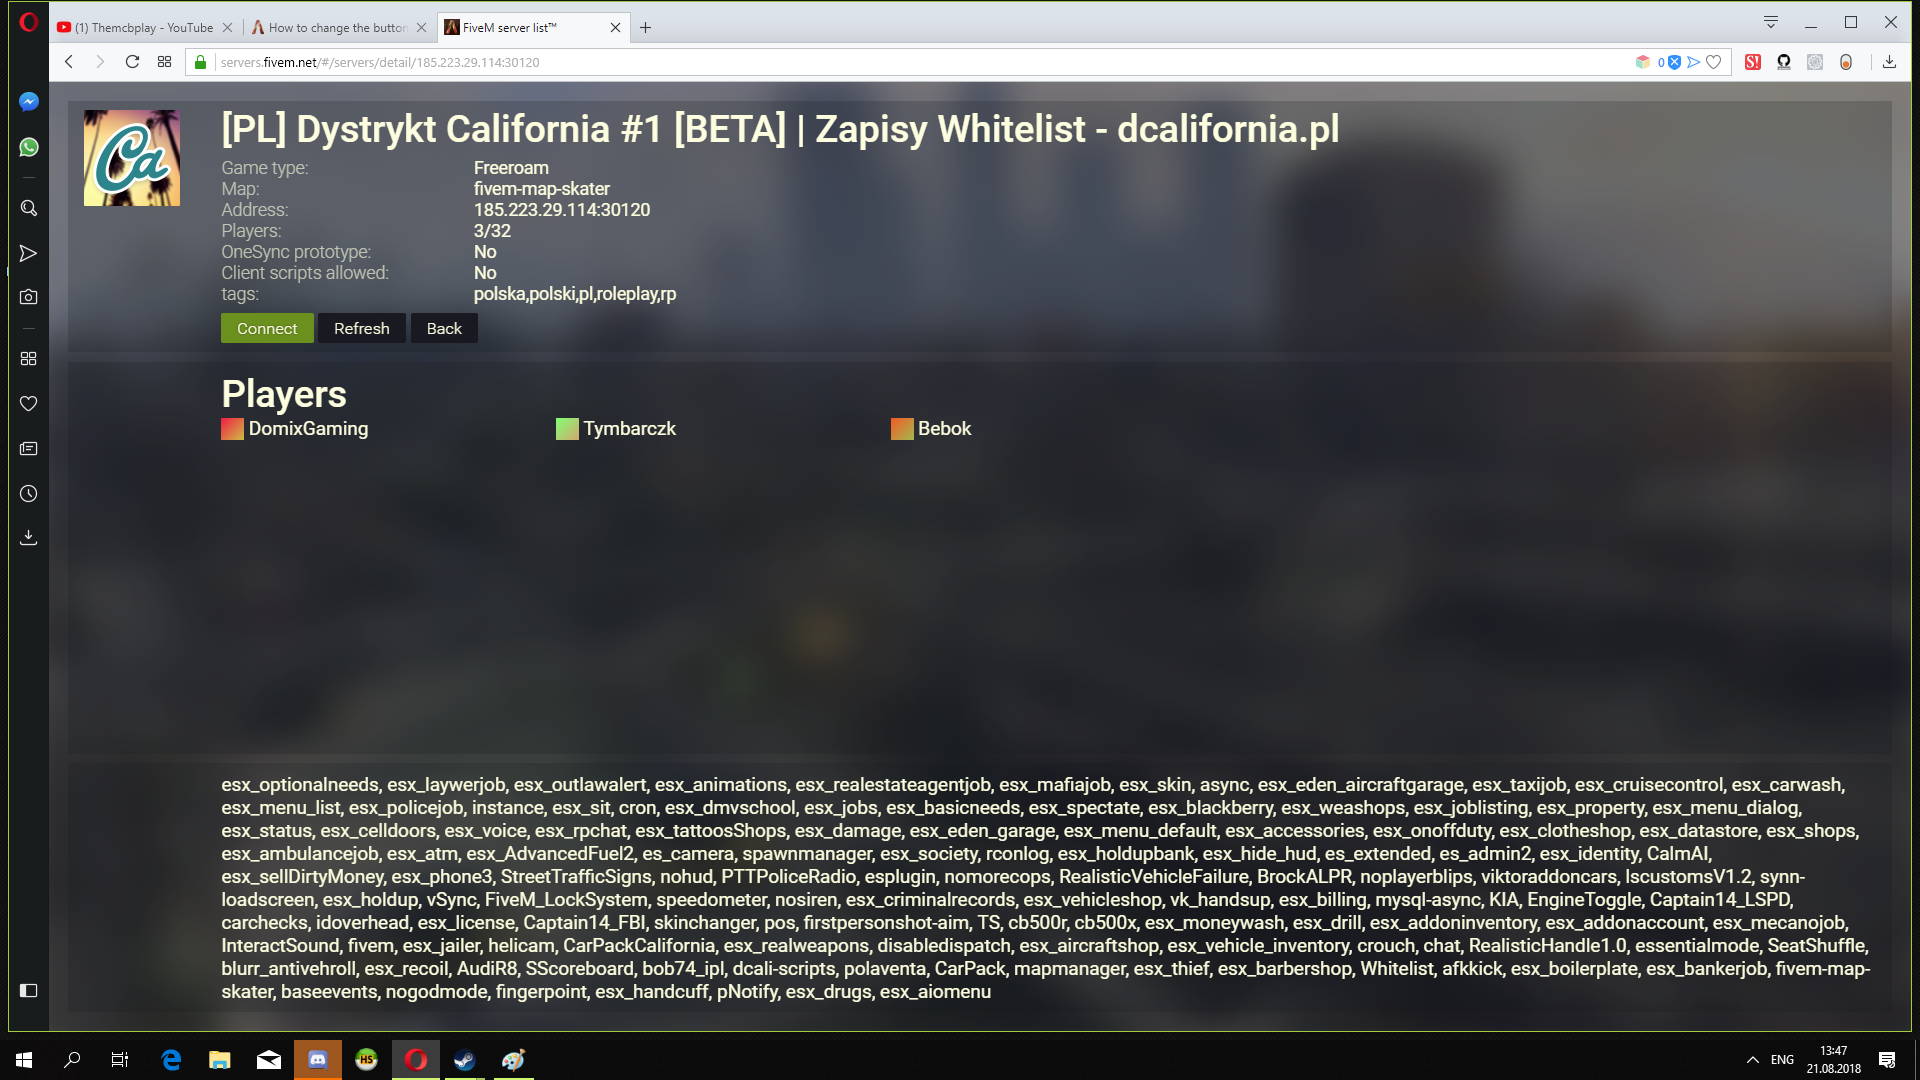 (1) Themcbplay - YouTube
How to change the button
FiveM server list™
servers.fivem.net/#/servers/detail/185.223.29.114:30120
0
S!
Ca
[PL] Dystrykt California #1 [BETA] | Zapisy Whitelist - dcalifornia.pl
Game type: Freeroam
Map: fivem-map-skater
Address: 185.223.29.114:30120
Players: 3/32
OneSync prototype: No
Client scripts allowed: No
tags: polska,polski,pl,roleplay,rp
Connect Refresh Back
Players
DomixGaming Tymbarczk Bebok
esx_optionalneeds, esx_laywerjob, esx_outlawalert, esx_animations, esx_realestateagentjob, esx_mafiajob, esx_skin, async, esx_eden_aircraftgarage, esx_taxijob, esx_cruisecontrol, esx_carwash,
esx_menu_list, esx_policejob, instance, esx_sit, cron, esx_dmvschool, esx_jobs, esx_basicneeds, esx_spectate, esx_blackberry, esx_weashops, esx_joblisting, esx_property, esx_menu_dialog,
esx_status, esx_celldoors, esx_voice, esx_rpchat, esx_tattoosShops, esx_damage, esx_eden_garage, esx_menu_default, esx_accessories, esx_onoffduty, esx_clotheshop, esx_datastore, esx_shops,
esx_ambulancejob, esx_atm, esx_AdvancedFuel2, es_camera, spawnmanager, esx_society, rconlog, esx_holdupbank, esx_hide_hud, es_extended, es_admin2, esx_identity, CalmAI,
esx_sellDirtyMoney, esx_phone3, StreetTrafficSigns, nohud, PTTPoliceRadio, esplugin, nomorecops, RealisticVehicleFailure, BrockALPR, noplayerblips, viktoraddoncars, lscustomsV1.2, synn-
loadscreen, esx_holdup, vSync, FiveM_LockSystem, speedometer, nosiren, esx_criminalrecords, esx_vehicleshop, vk_handsup, esx_billing, mysql-async, KIA, EngineToggle, Captain14_LSPD,
carchecks, idoverhead, esx_license, Captain14_FBI, skinchanger, pos, firstpersonshot-aim, TS, cb500r, cb500x, esx_moneywash, esx_drill, esx_addoninventory, esx_addonaccount, esx_mecanojob,
InteractSound, fivem, esx_jailer, helicam, CarPackCalifornia, esx_realweapons, disabledispatch, esx_aircraftshop, esx_vehicle_inventory, crouch, chat, RealisticHandle1.0, essentialmode, SeatShuffle,
blurr_antivehroll, esx_recoil, AudiR8, SScoreboard, bob74_ipl, dcali-scripts, polaventa, CarPack, mapmanager, esx_thief, esx_barbershop, Whitelist, afkkick, esx_boilerplate, esx_bankerjob, fivem-map-
skater, baseevents, nogodmode, fingerpoint, esx_handcuff, pNotify, esx_drugs, esx_aiomenu
HS
ENG
13:47
21.08.2018